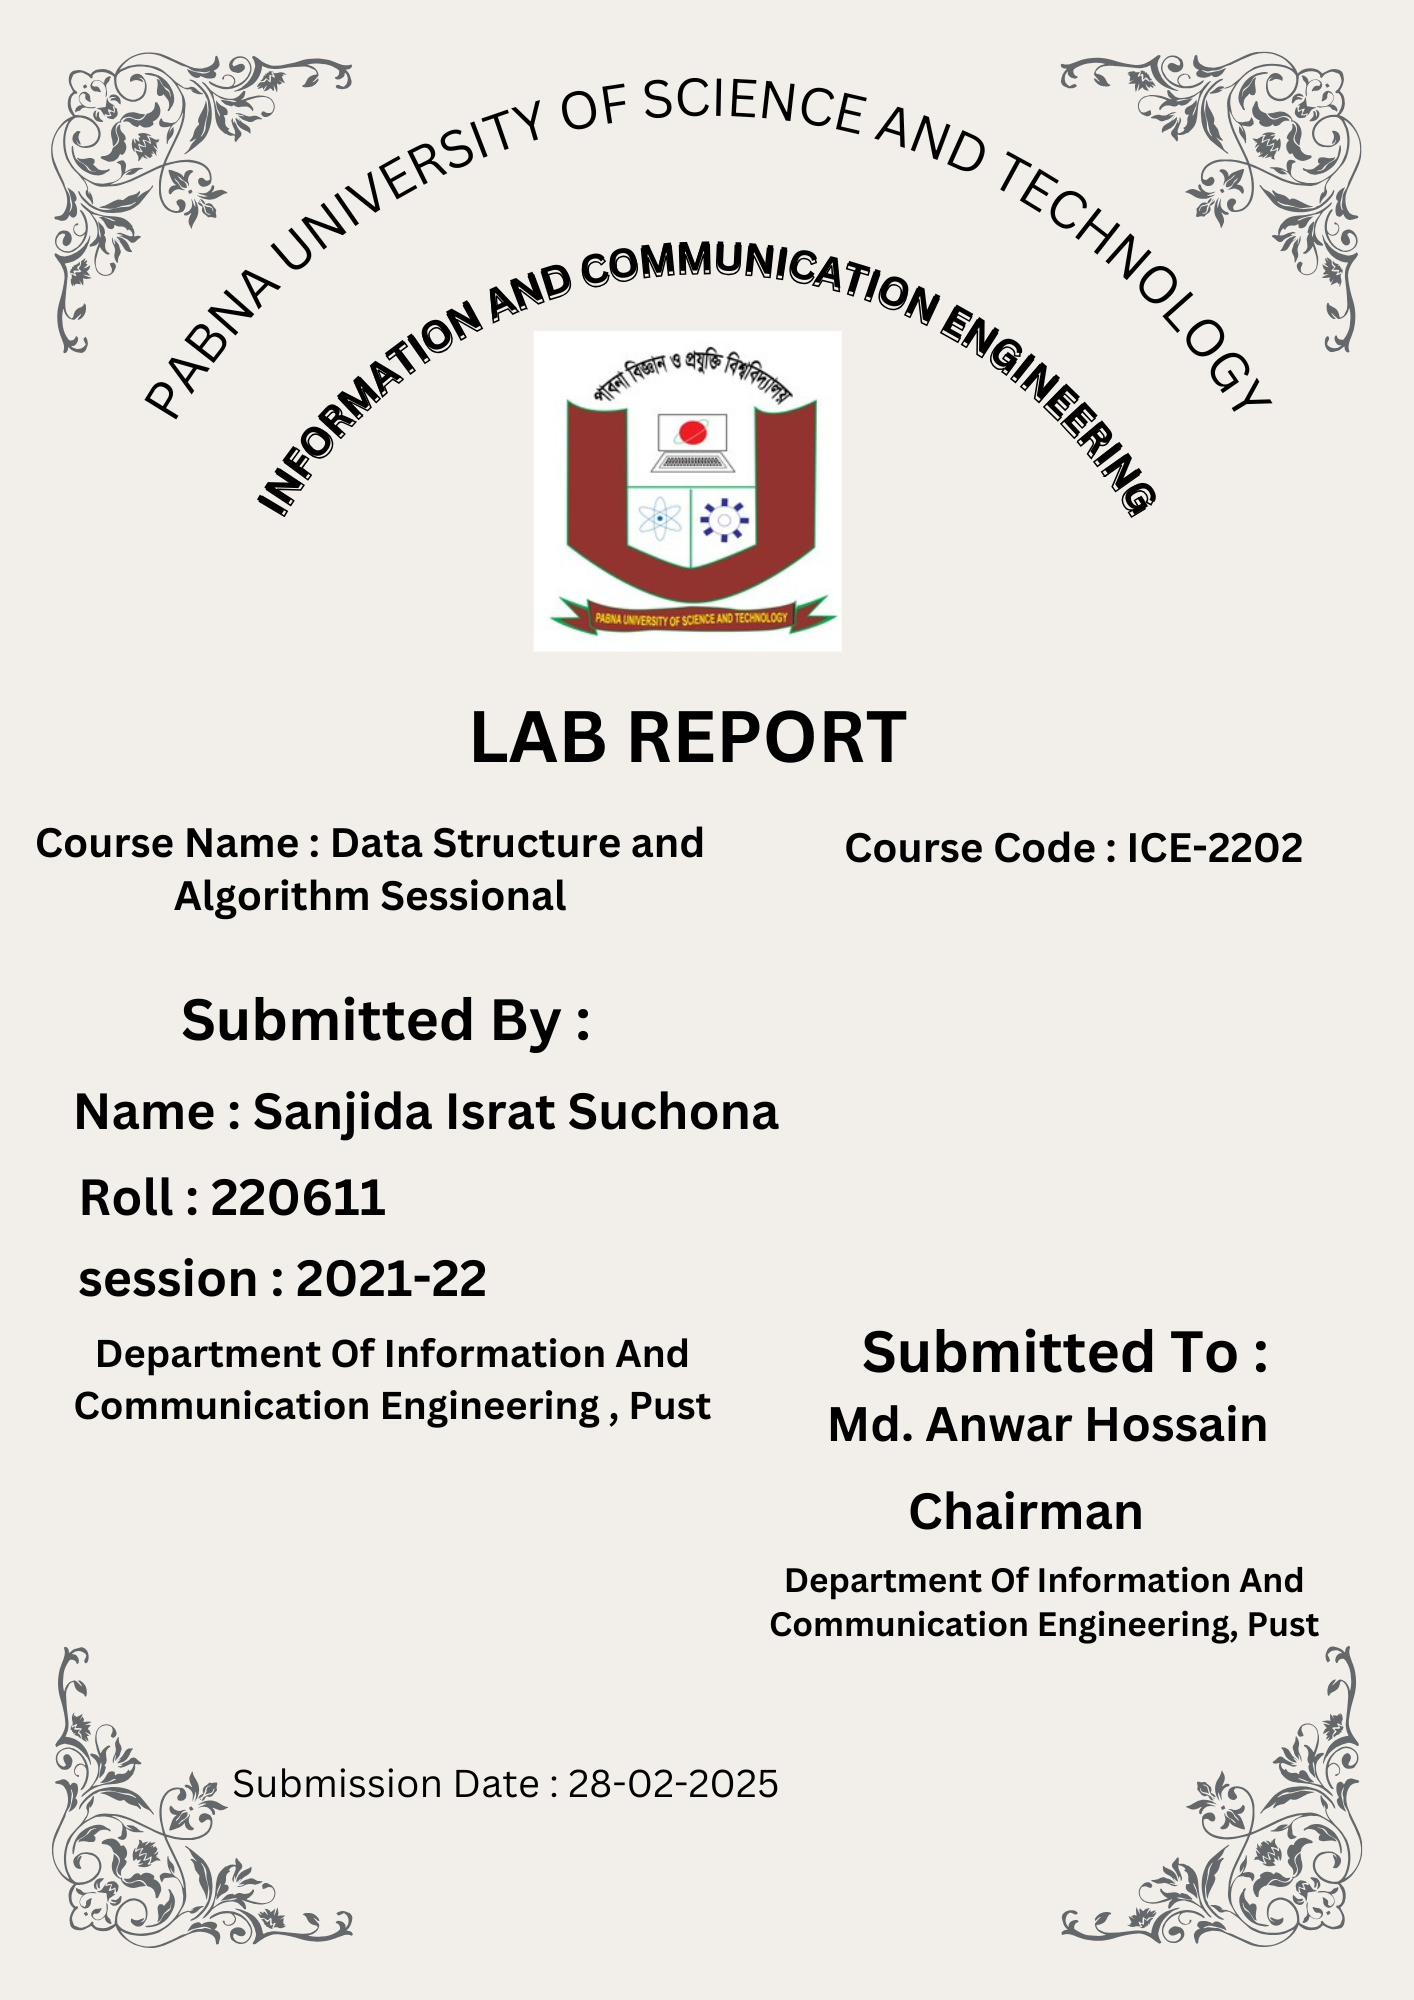 PABNA UNIVERSITY OF SCIENCE AND TECHNOLOGY
INFORMATION AND COMMUNICATION ENGINEERING
পাবনা বিজ্ঞান ও প্রযুক্তি বিশ্ববিদ্যালয়
PABNA UNIVERSITY OF SCIENCE AND TECHNOLOGY
LAB REPORT
Course Name : Data Structure and
Algorithm Sessional
Course Code : ICE-2202
Submitted By :
Name : Sanjida Israt Suchona
Roll : 220611
session : 2021-22
Department Of Information And
Communication Engineering , Pust
Submitted To :
Md. Anwar Hossain
Chairman
Department Of Information And
Communication Engineering, Pust
Submission Date : 28-02-2025